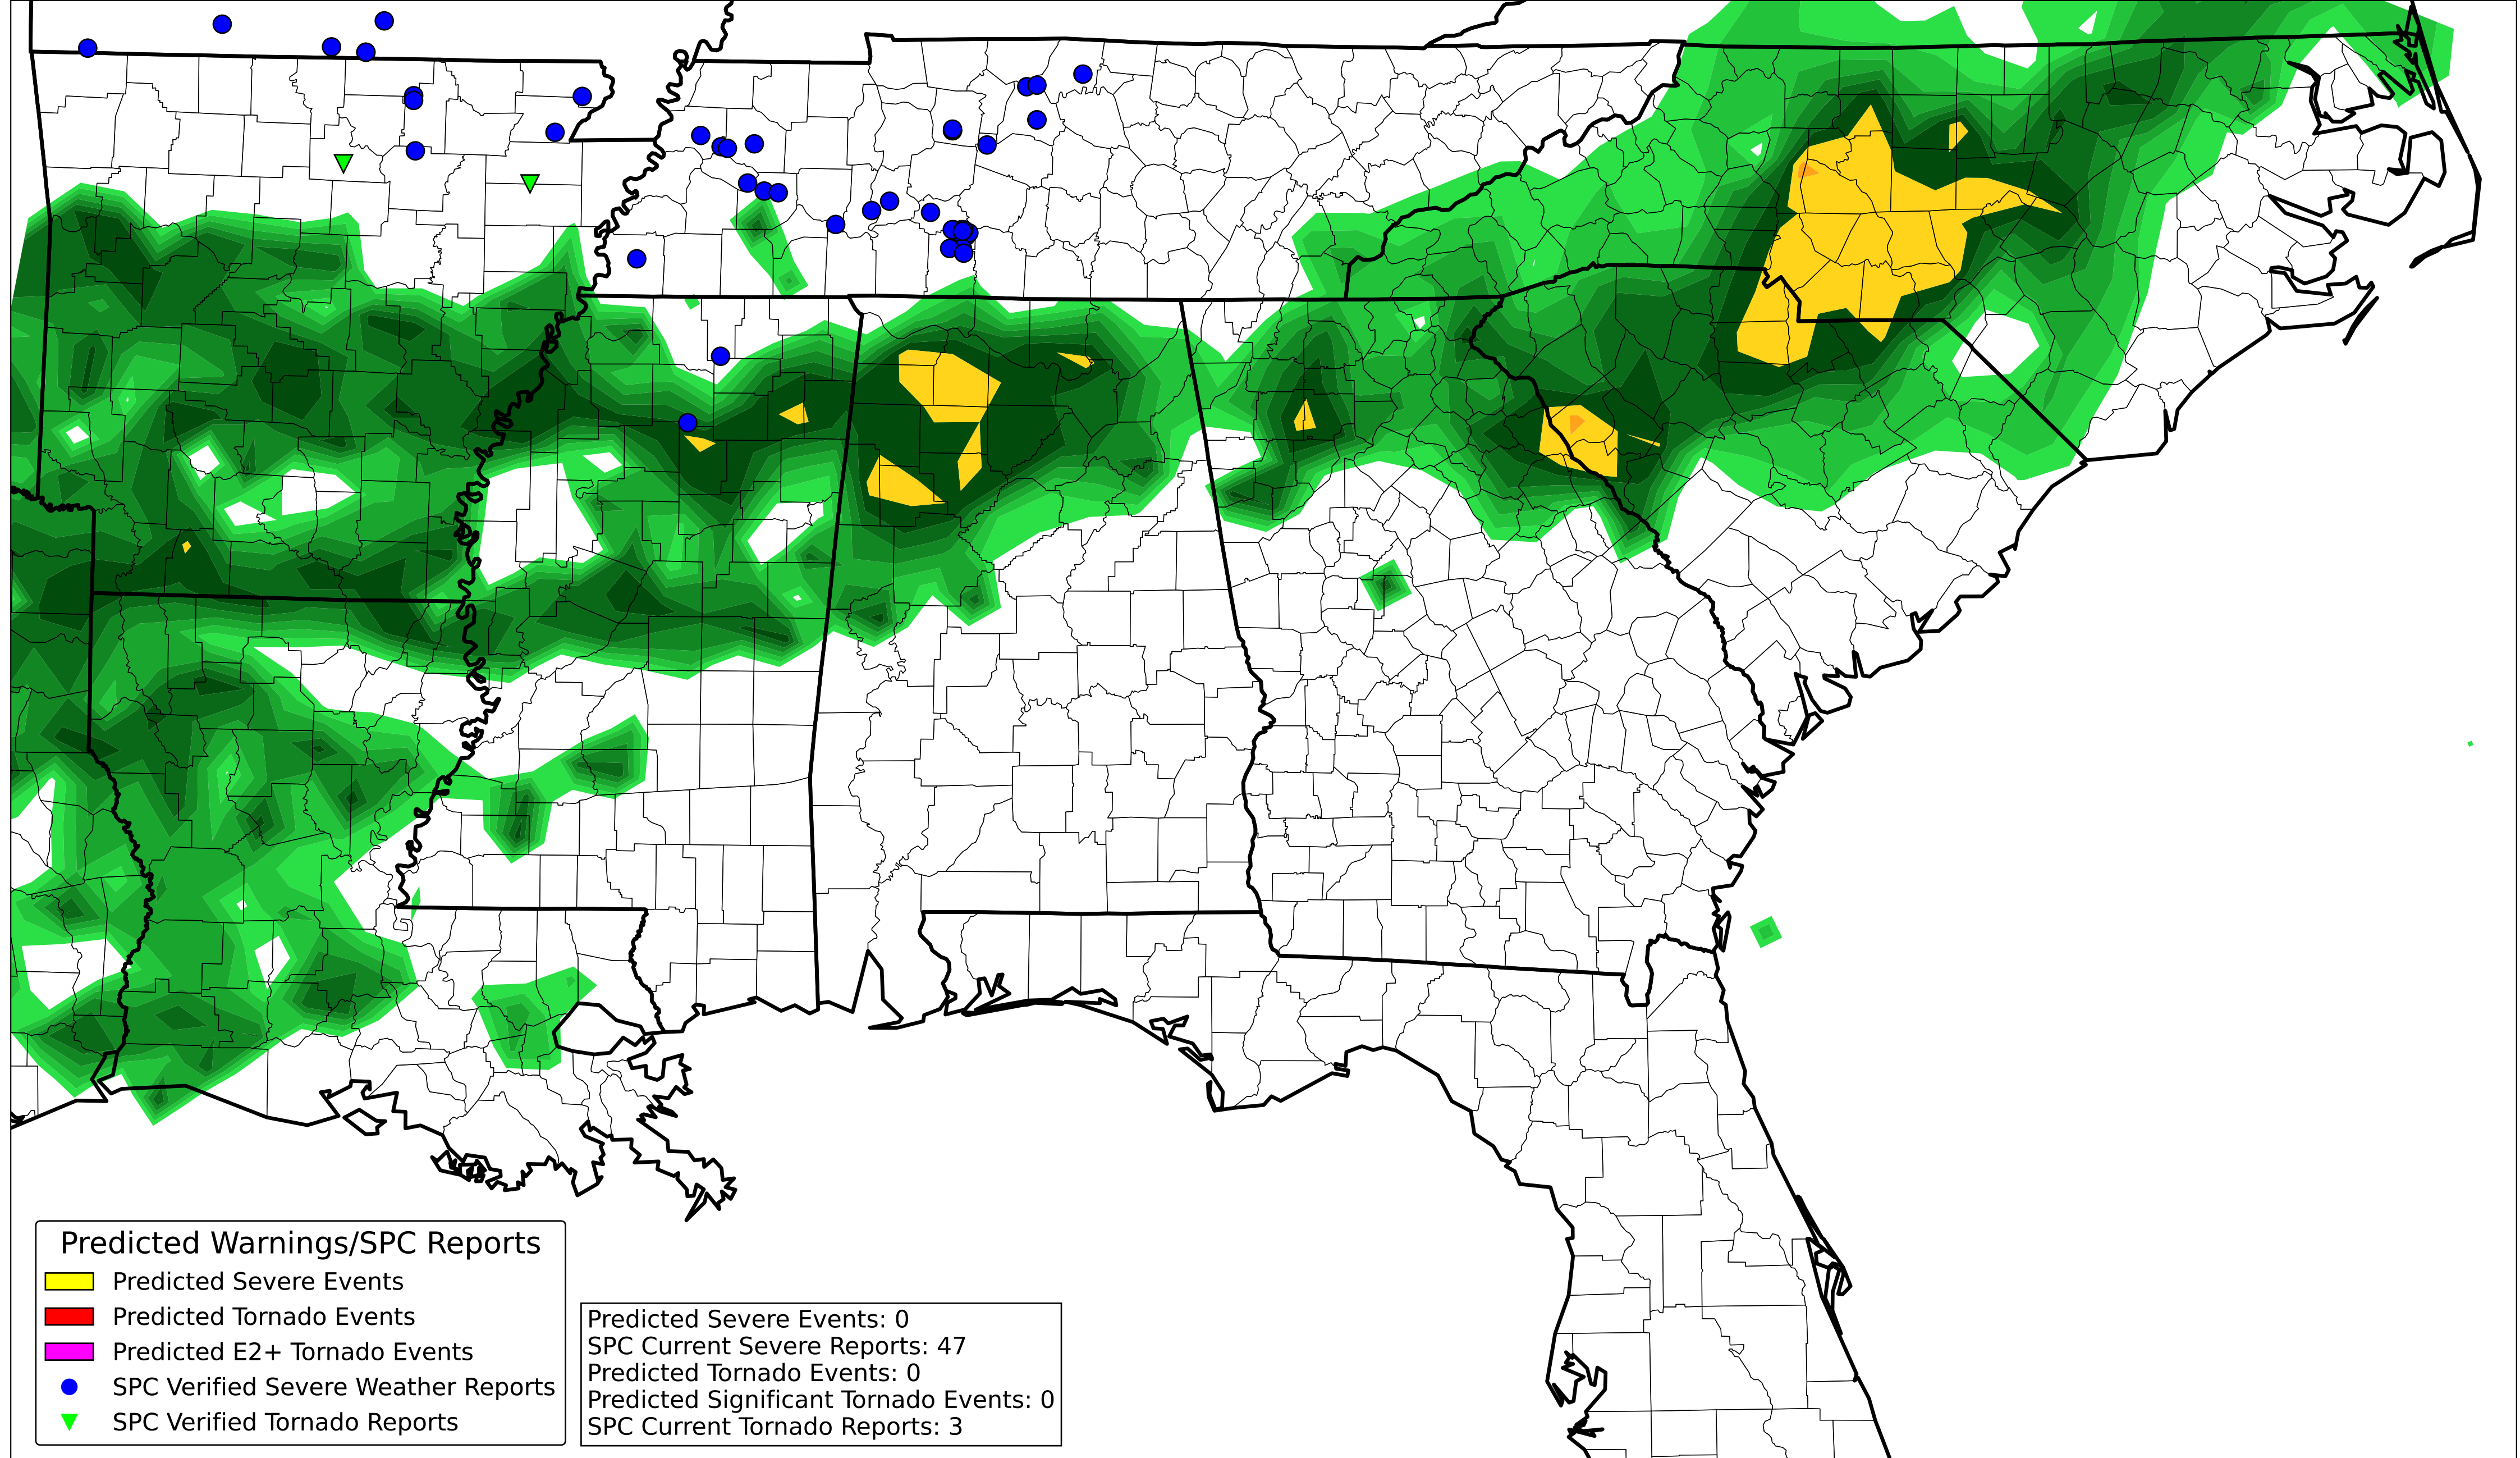 Predicted Warnings/SPC Reports
Predicted Severe Events
Predicted Tornado Events
Predicted E2+ Tornado Events
SPC Verified Severe Weather Reports
SPC Verified Tornado Reports
Predicted Severe Events: 0
SPC Current Severe Reports: 47
Predicted Tornado Events: 0
Predicted Significant Tornado Events: 0
SPC Current Tornado Reports: 3